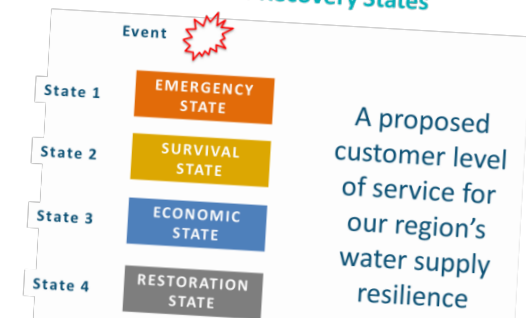 Recovery States
Event
State 1
EMERGENCY
STATE
State 2
SURVIVAL
STATE
State 3
ECONOMIC
STATE
State 4
RESTORATION
STATE
A proposed
customer level
of service for
our region's
water supply
resilience